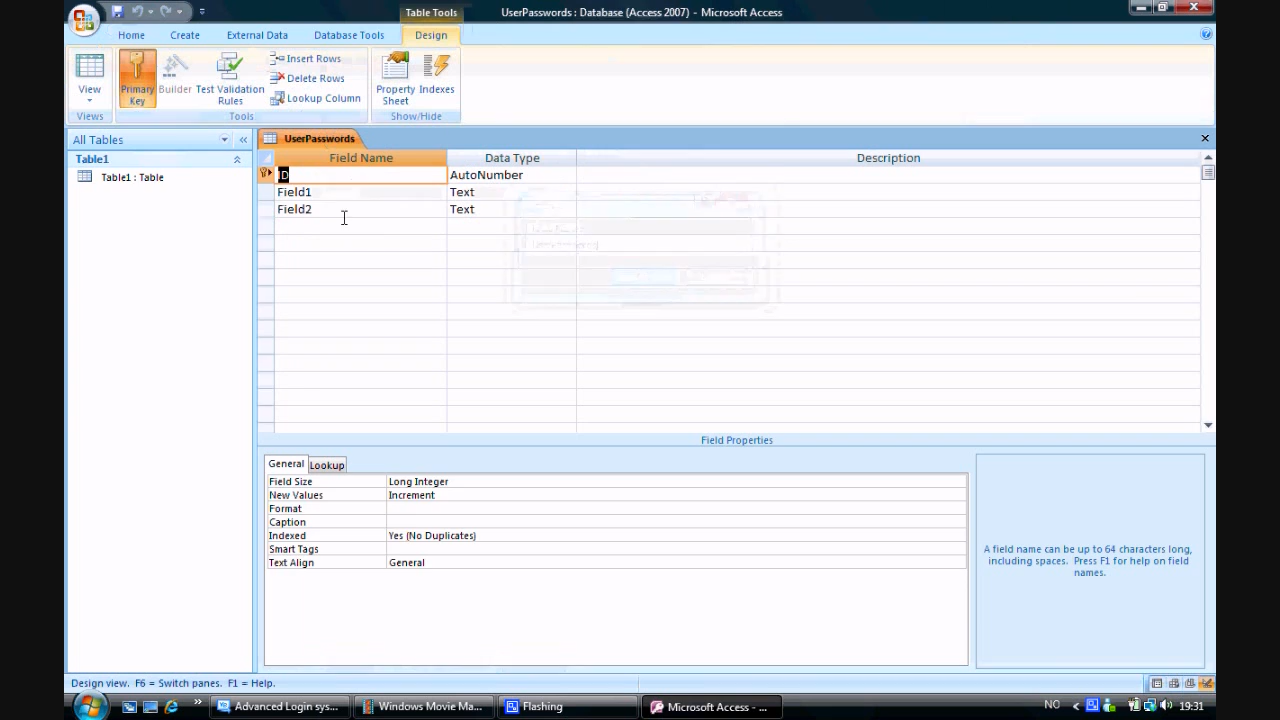 Table Tools
UserPasswords : Database (Access 2007) - Microsoft Access
Home Create External Data Database Tools Design
View
Primary Key
Builder
Test Validation Rules
Insert Rows
Delete Rows
Lookup Column
Property Sheet
Indexes
Views Tools Show/Hide
All Tables
Table1
Table1 : Table
UserPasswords
Field Name Data Type Description
ID AutoNumber
Field1 Text
Field2 Text
Field Properties
General Lookup
Field Size Long Integer
New Values Increment
Format
Caption
Indexed Yes (No Duplicates)
Smart Tags
Text Align General
A field name can be up to 64 characters long,
including spaces. Press F1 for help on field
names.
Design view. F6 = Switch panes. F1 = Help.
Advanced Login sys... Windows Movie Ma... Flashing Microsoft Access - ... NO 19:31